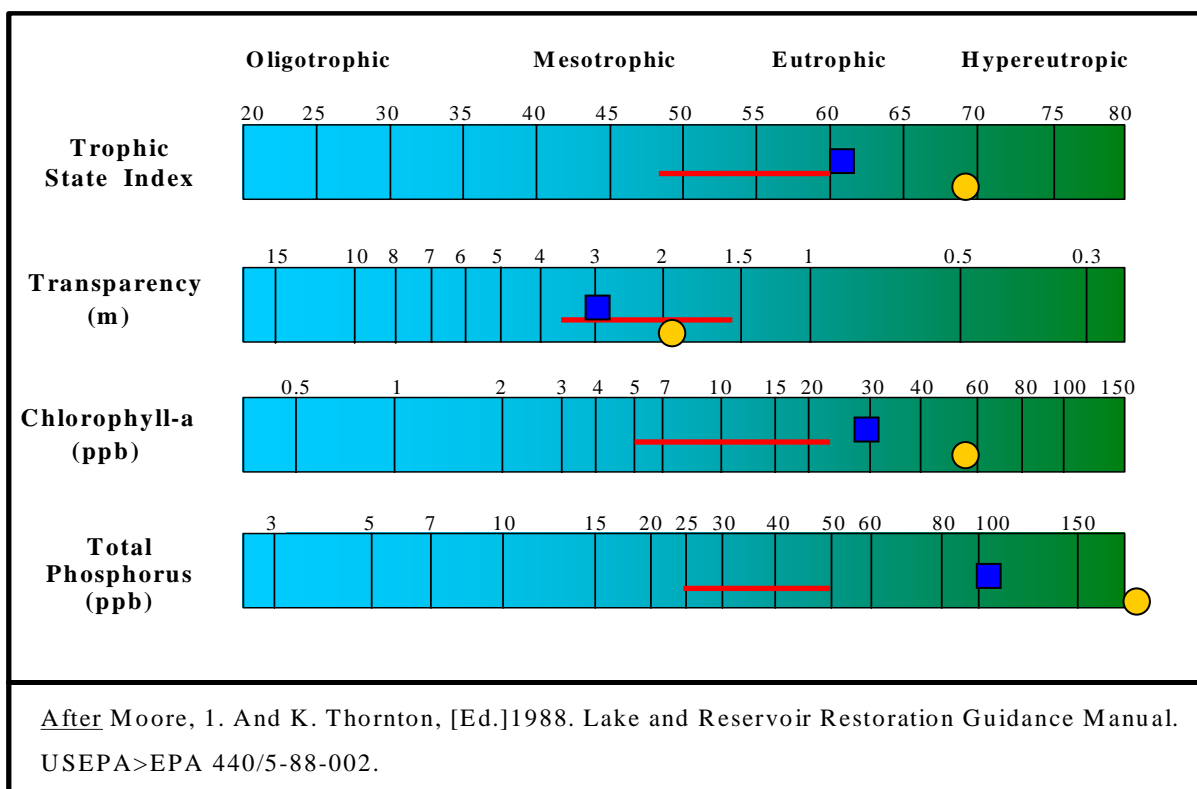 Oligotrophic Mesotrophic Eutrophic Hypereutropic
20 25 30 35 40 45 50 55 60 65 70 75 80
Trophic
State Index
15 10 8 7 6 5 4 3 2 1.5 1 0.5 0.3
Transparency
(m)
0.5 1 2 3 4 5 7 10 15 20 30 40 60 80 100 150
Chlorophyll-a
(ppb)
3 5 7 10 15 20 25 30 40 50 60 80 100 150
Total
Phosphorus
(ppb)
After Moore, 1. And K. Thornton, [Ed.]1988. Lake and Reservoir Restoration Guidance Manual.
USEPA>EPA 440/5-88-002.